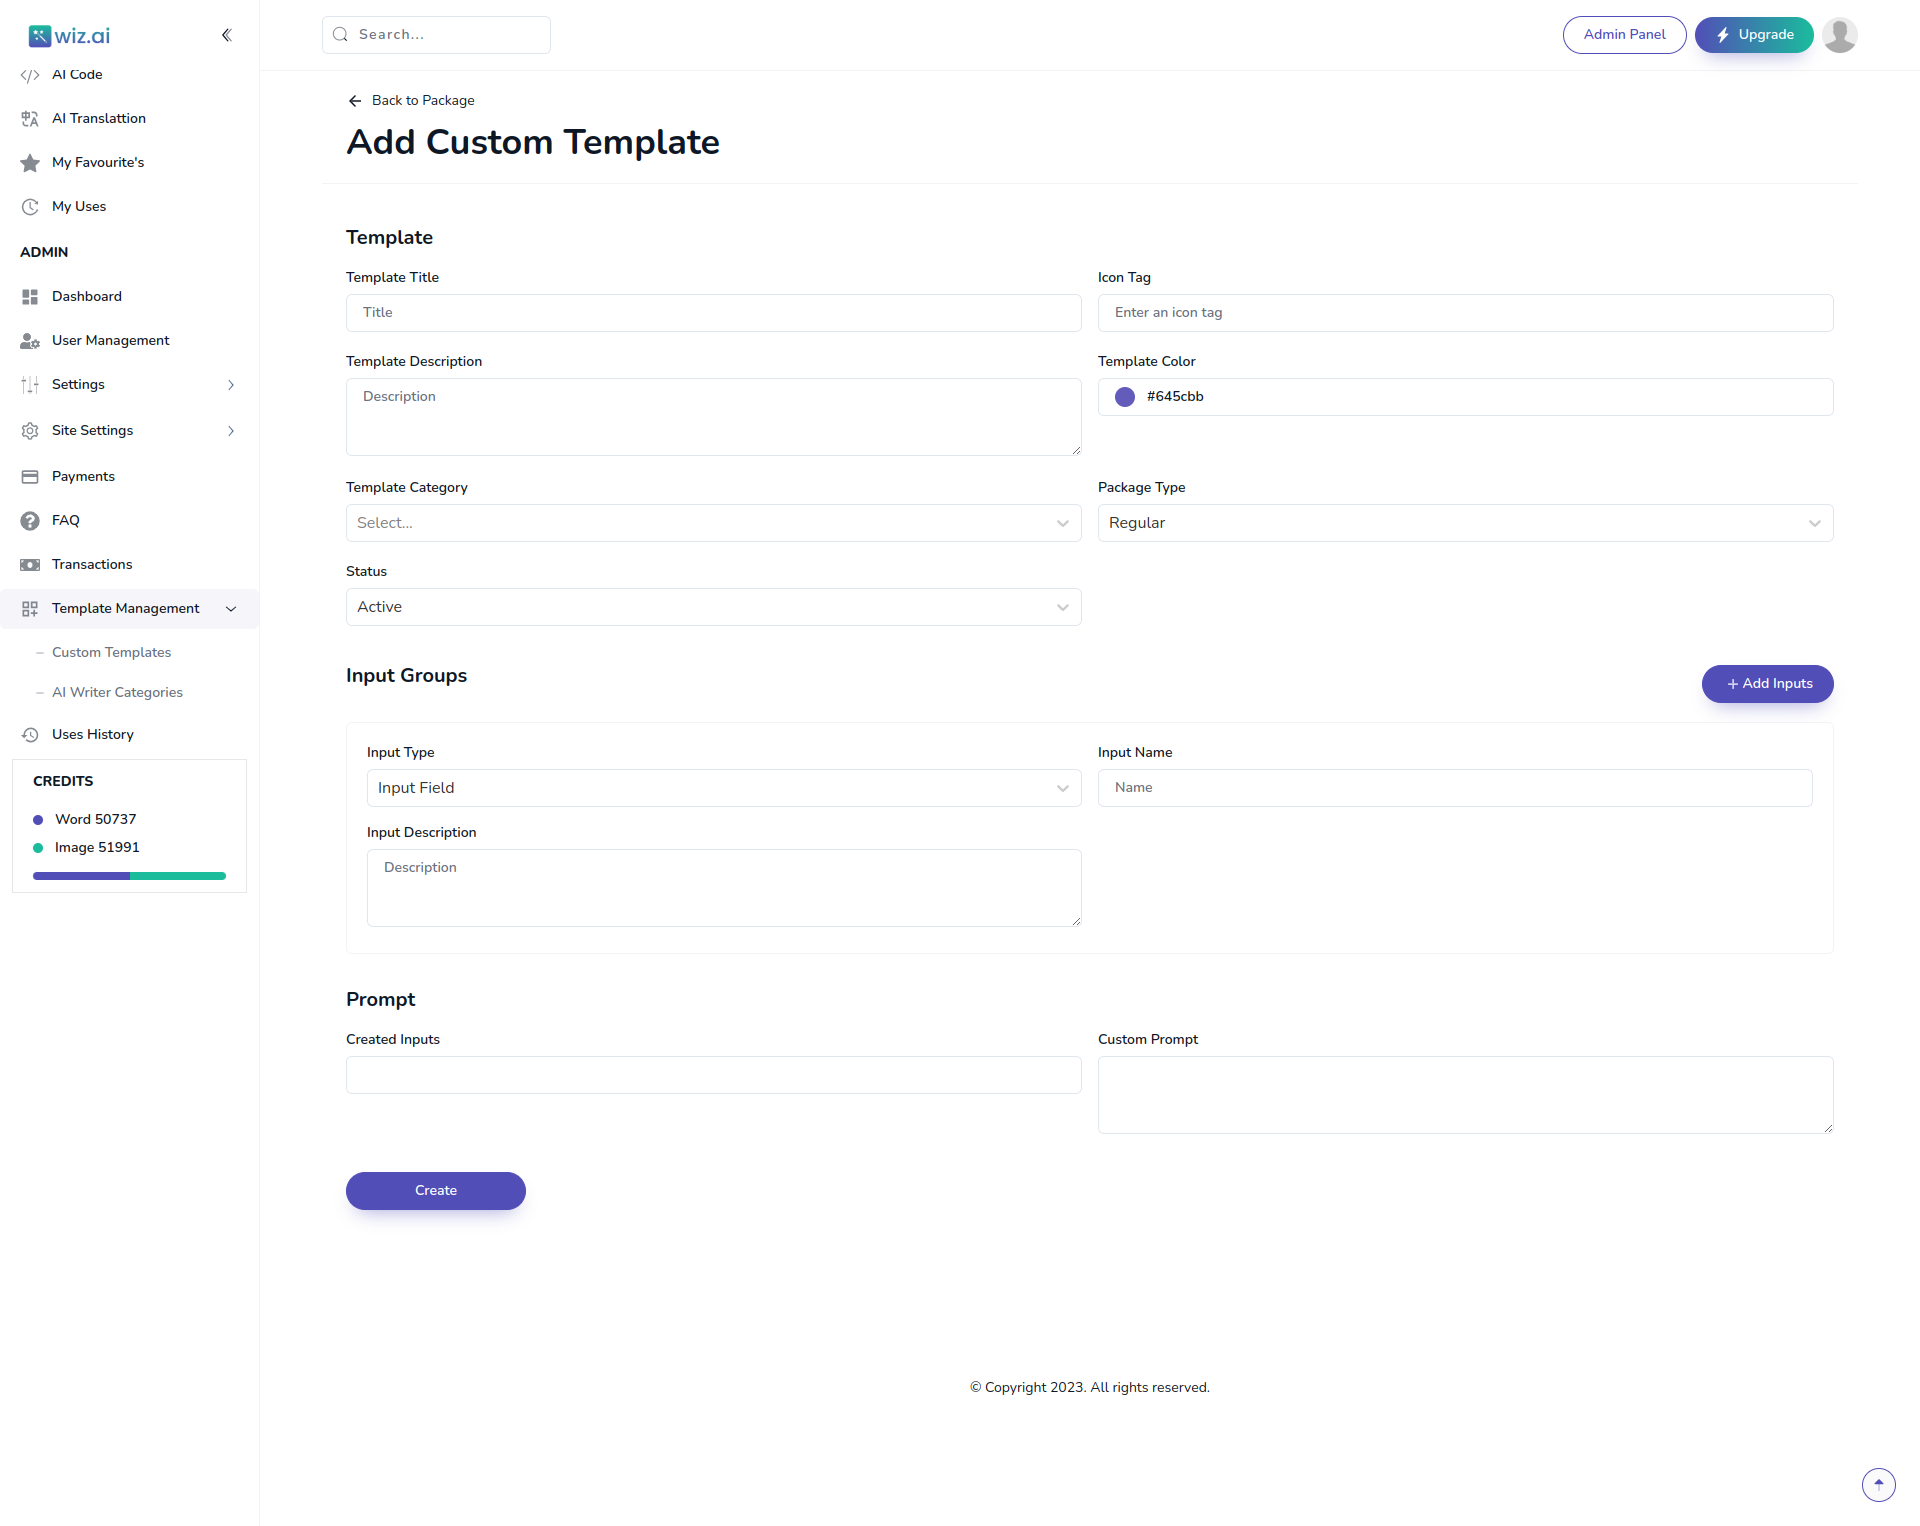 wiz.ai
AI Code
AI Translattion
My Favourite's
My Uses
ADMIN
Dashboard
User Management
Settings
Site Settings
Payments
FAQ
Transactions
Template Management
Custom Templates
AI Writer Categories
Uses History
CREDITS
Word 50737
Image 51991
Search...
Admin Panel
Upgrade
Back to Package
Add Custom Template
Template
Template Title
Title
Icon Tag
Enter an icon tag
Template Description
Description
Template Color
#645cbb
Template Category
Select...
Package Type
Regular
Status
Active
Input Groups
+ Add Inputs
Input Type
Input Field
Input Name
Name
Input Description
Description
Prompt
Created Inputs
Custom Prompt
Create
© Copyright 2023. All rights reserved.